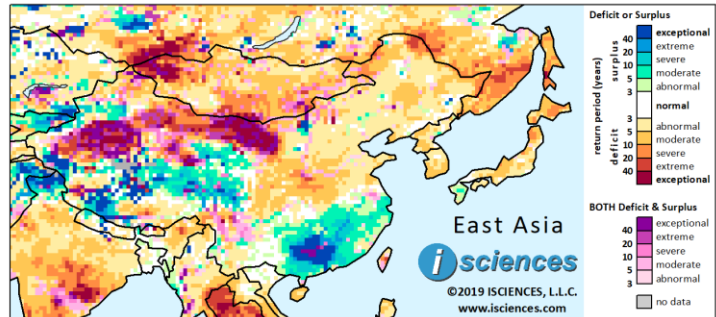 Deficit or Surplus
return period (years)
surplus
deficit
40 exceptional
20 extreme
10 severe
5 moderate
3 abnormal
normal
3 abnormal
5 moderate
10 severe
20 extreme
40 exceptional
BOTH Deficit & Surplus
40 exceptional
20 extreme
10 severe
5 moderate
3 abnormal
no data
East Asia
i sciences
©2019 ISCIENCES, L.L.C.
www.isciences.com